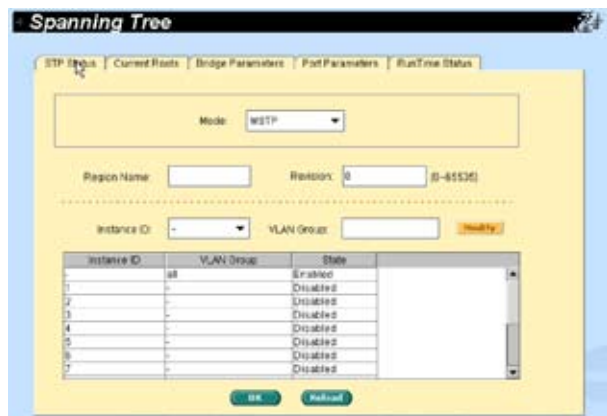 Spanning Tree
STP Status Current Roots Bridge Parameters Port Parameters RunTime Status
Mode: MSTP
Region Name: Revision: 0 (0~65535)
Instance ID: - VLAN Group: Modify
Instance ID VLAN Group State
- all Enabled
1 - Disabled
2 - Disabled
3 - Disabled
4 - Disabled
5 - Disabled
6 - Disabled
7 - Disabled
OK Reload